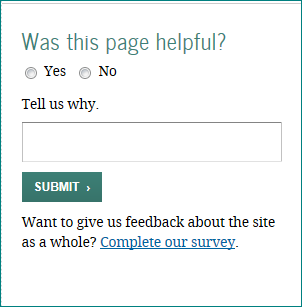 Was this page helpful?
Yes No
Tell us why.
SUBMIT ›
Want to give us feedback about the site
as a whole? Complete our survey.